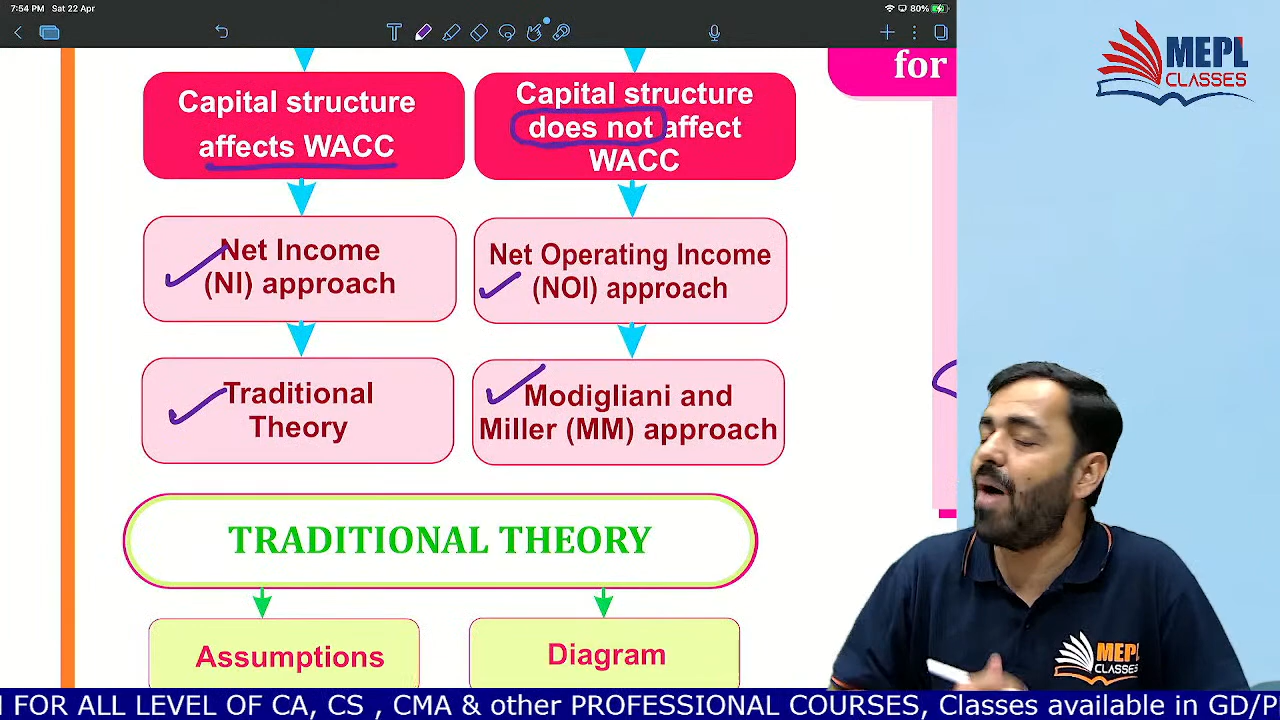 7:54 PM Sat 22 Apr
80%
for
MEPL
CLASSES
Capital structure
affects WACC
Capital structure
does not affect
WACC
Net Income
(NI) approach
Net Operating Income
(NOI) approach
Traditional
Theory
Modigliani and
Miller (MM) approach
TRADITIONAL THEORY
Assumptions
Diagram
MEPL
CLASSES
FOR ALL LEVEL OF CA, CS , CMA & other PROFESSIONAL COURSES, Classes available in GD/P